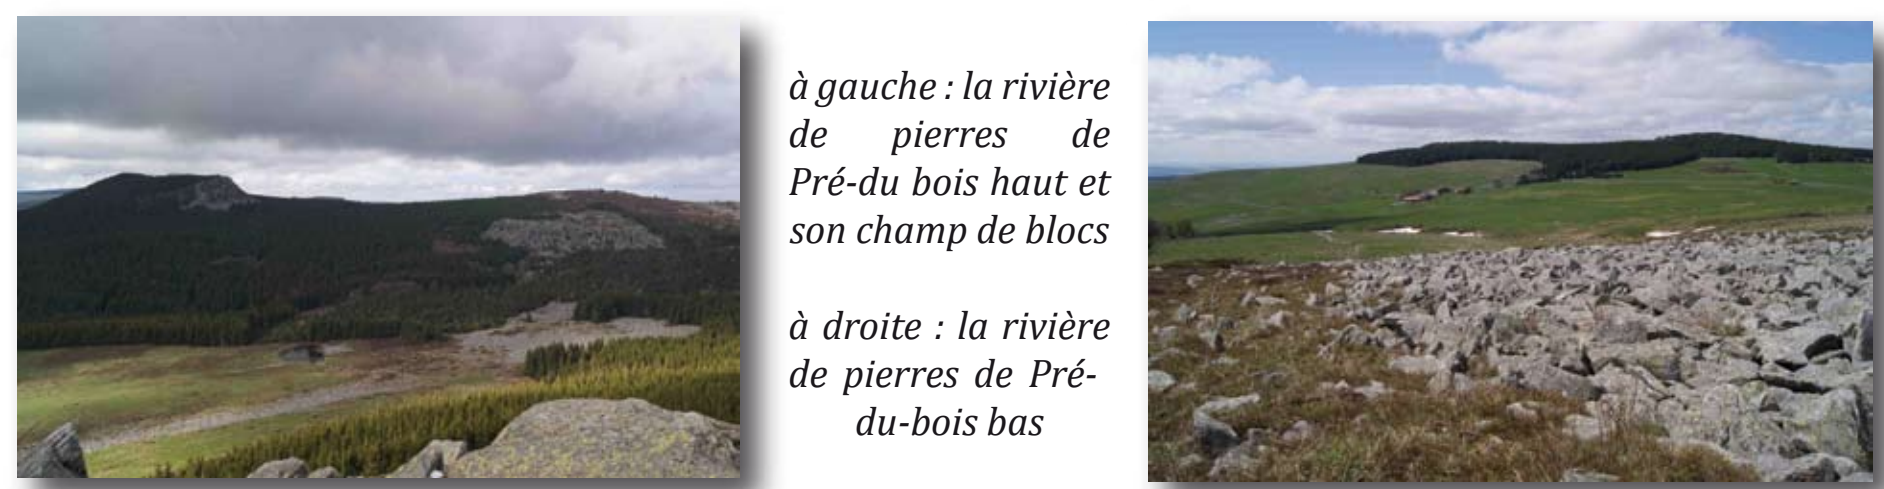 à gauche : la rivière
de pierres de
Pré-du bois haut et
son champ de blocs
à droite : la rivière
de pierres de Pré-
du-bois bas